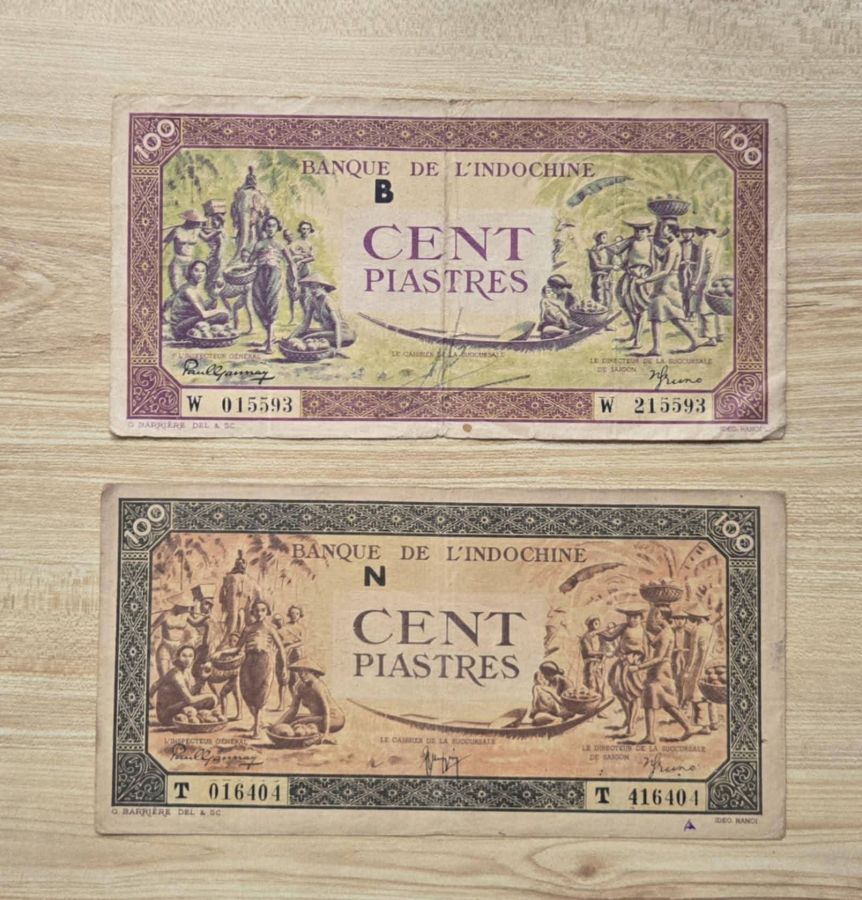 100 100
BANQUE DE L'INDOCHINE
B
CENT
PIASTRES
L'INSPECTEUR GÉNÉRAL
LE CAISSIER DE LA SUCCURSALE
LE DIRECTEUR DE LA SUCCURSALE
DE SAIGON
W 015593 W 215593
G. BARRIÈRE DEL & SC. IDEO. HANOI
100 100
BANQUE DE L'INDOCHINE
N
CENT
PIASTRES
L'INSPECTEUR GÉNÉRAL
LE CAISSIER DE LA SUCCURSALE
LE DIRECTEUR DE LA SUCCURSALE
DE SAIGON
T 016404 T 416404
G. BARRIÈRE DEL & SC. IDEO. HANOI
A